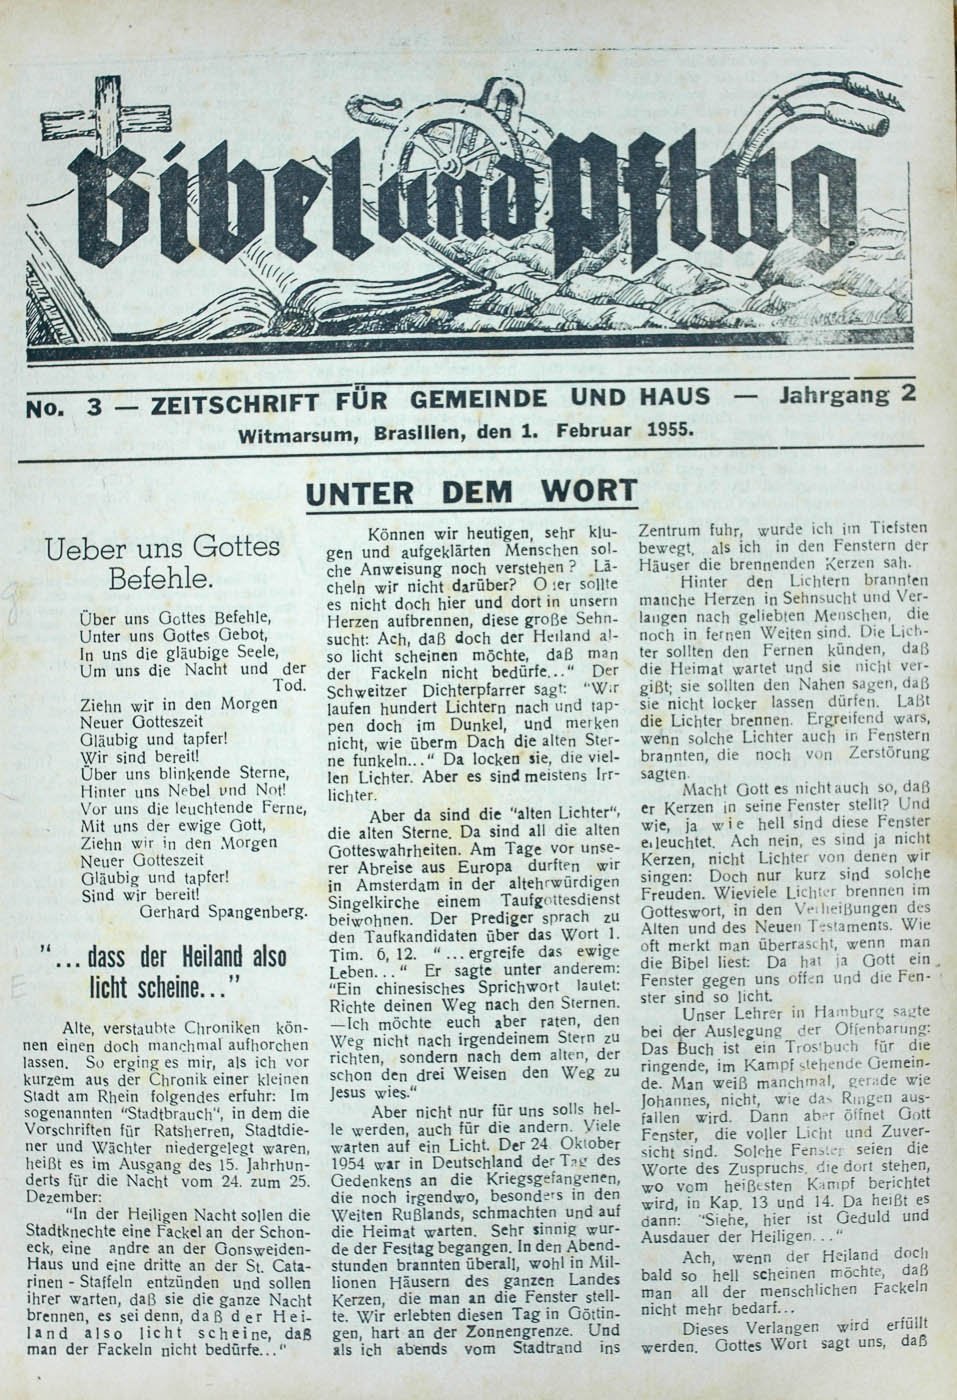 Bibel und Pflug
No. 3 — ZEITSCHRIFT FÜR GEMEINDE UND HAUS — Jahrgang 2
Witmarsum, Brasilien, den 1. Februar 1955.
UNTER DEM WORT
Ueber uns Gottes
Befehle.
Über uns Gottes Befehle,
Unter uns Gottes Gebot,
In uns die gläubige Seele,
Um uns die Nacht und der
Tod.
Ziehn wir in den Morgen
Neuer Gotteszeit
Gläubig und tapfer!
Wir sind bereit!
Über uns blinkende Sterne,
Hinter uns Nebel und Not!
Vor uns die leuchtende Ferne,
Mit uns der ewige Gott,
Ziehn wir in den Morgen
Neuer Gotteszeit
Gläubig und tapfer!
Sind wir bereit!
Gerhard Spangenberg.
"... dass der Heiland also
licht scheine..."
Alte, verstaubte Chroniken kön-
nen einen doch manchmal aufhorchen
lassen. So erging es mir, als ich vor
kurzem aus der Chronik einer kleinen
Stadt am Rhein folgendes erfuhr: Im
sogenannten "Stadtbrauch", in dem die
Vorschriften für Ratsherren, Stadtdie-
ner und Wächter niedergelegt waren,
heißt es im Ausgang des 15. Jahrhun-
derts für die Nacht vom 24. zum 25.
Dezember:
"In der Heiligen Nacht sollen die
Stadtknechte eine Fackel an der Schon-
eck, eine andre an der Gonsweiden-
Haus und eine dritte an der St. Cata-
rinen - Staffeln entzünden und sollen
ihrer warten, daß sie die ganze Nacht
brennen, es sei denn, daß der Hei-
land also licht scheine, daß
man der Fackeln nicht bedürfe..."
Können wir heutigen, sehr klu-
gen und aufgeklärten Menschen sol-
che Anweisung noch verstehen? Lä-
cheln wir nicht darüber? Oder sollte
es nicht doch hier und dort in unsern
Herzen aufbrennen, diese große Sehn-
sucht: Ach, daß doch der Heiland al-
so licht scheinen möchte, daß man
der Fackeln nicht bedürfe..." Der
Schweitzer Dichterpfarrer sagt: "Wir
laufen hundert Lichtern nach und tap-
pen doch im Dunkel, und merken
nicht, wie überm Dach die alten Ster-
ne funkeln..." Da locken sie, die viel-
len Lichter. Aber es sind meistens Irr-
lichter.
Aber da sind die "alten Lichter",
die alten Sterne. Da sind all die alten
Gotteswahrheiten. Am Tage vor unse-
rer Abreise aus Europa durften wir
in Amsterdam in der altehrwürdigen
Singelkirche einem Taufgottesdienst
beiwohnen. Der Prediger sprach zu
den Taufkandidaten über das Wort 1.
Tim. 6, 12. "...ergreife das ewige
Leben..." Er sagte unter anderem:
"Ein chinesisches Sprichwort lautet:
Richte deinen Weg nach den Sternen.
—Ich möchte euch aber raten, den
Weg nicht nach irgendeinem Stern zu
richten, sondern nach dem alten, der
schon den drei Weisen den Weg zu
Jesus wies."
Aber nicht nur für uns solls hel-
le werden, auch für die andern. Viele
warten auf ein Licht. Der 24. Oktober
1954 war in Deutschland der Tag des
Gedenkens an die Kriegsgefangenen,
die noch irgendwo, besonders in den
Weiten Rußlands, schmachten und auf
die Heimat warten. Sehr sinnig wur-
de der Festtag begangen. In den Abend-
stunden brannten überall, wohl in Mil-
lionen Häusern des ganzen Landes
Kerzen, die man an die Fenster stell-
te. Wir erlebten diesen Tag in Göttin-
gen, hart an der Zonnengrenze. Und
als ich abends vom Stadtrand ins
Zentrum fuhr, wurde ich im Tiefsten
bewegt, als ich in den Fenstern der
Häuser die brennenden Kerzen sah.
Hinter den Lichtern brannten
manche Herzen in Sehnsucht und Ver-
langen nach geliebten Menschen, die
noch in fernen Weiten sind. Die Lich-
ter sollten den Fernen künden, daß
die Heimat wartet und sie nicht ver-
gißt; sie sollten den Nahen sagen, daß
sie nicht locker lassen dürfen. Laßt
die Lichter brennen. Ergreifend wars,
wenn solche Lichter auch in Fenstern
brannten, die noch von Zerstörung
sagten.
Macht Gott es nicht auch so, daß
er Kerzen in seine Fenster stellt? Und
wie, ja wie hell sind diese Fenster
erleuchtet. Ach nein, es sind ja nicht
Kerzen, nicht Lichter von denen wir
singen: Doch nur kurz sind solche
Freuden. Wieviele Lichter brennen im
Gotteswort, in den Verheißungen des
Alten und des Neuen Testaments. Wie
oft merkt man überrascht, wenn man
die Bibel liest: Da hat ja Gott ein
Fenster gegen uns offen und die Fen-
ster sind so licht.
Unser Lehrer in Hamburg sagte
bei der Auslegung der Offenbarung:
Das Buch ist ein Trostbuch für die
ringende, im Kampf stehende Gemein-
de. Man weiß manchmal, gerade wie
Johannes, nicht, wie das Ringen aus-
fallen wird. Dann aber öffnet Gott
Fenster, die voller Licht und Zuver-
sicht sind. Solche Fenster seien die
Worte des Zuspruchs, die dort stehen,
wo vom heißesten Kampf berichtet
wird, in Kap. 13 und 14. Da heißt es
dann: "Siehe, hier ist Geduld und
Ausdauer der Heiligen..."
Ach, wenn der Heiland doch
bald so hell scheinen möchte, daß
man all der menschlichen Fackeln
nicht mehr bedarf...
Dieses Verlangen wird erfüllt
werden. Gottes Wort sagt uns, daß